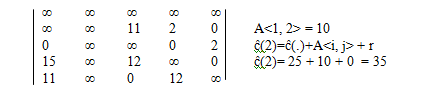 ∞ ∞ ∞ ∞ ∞
∞ ∞ 11 2 0 A<1, 2> = 10
0 ∞ ∞ 0 2 ĉ(2)=ĉ(.)+A<i, j> + r
15 ∞ 12 ∞ 0 ĉ(2)= 25 + 10 + 0 = 35
11 ∞ 0 12 ∞